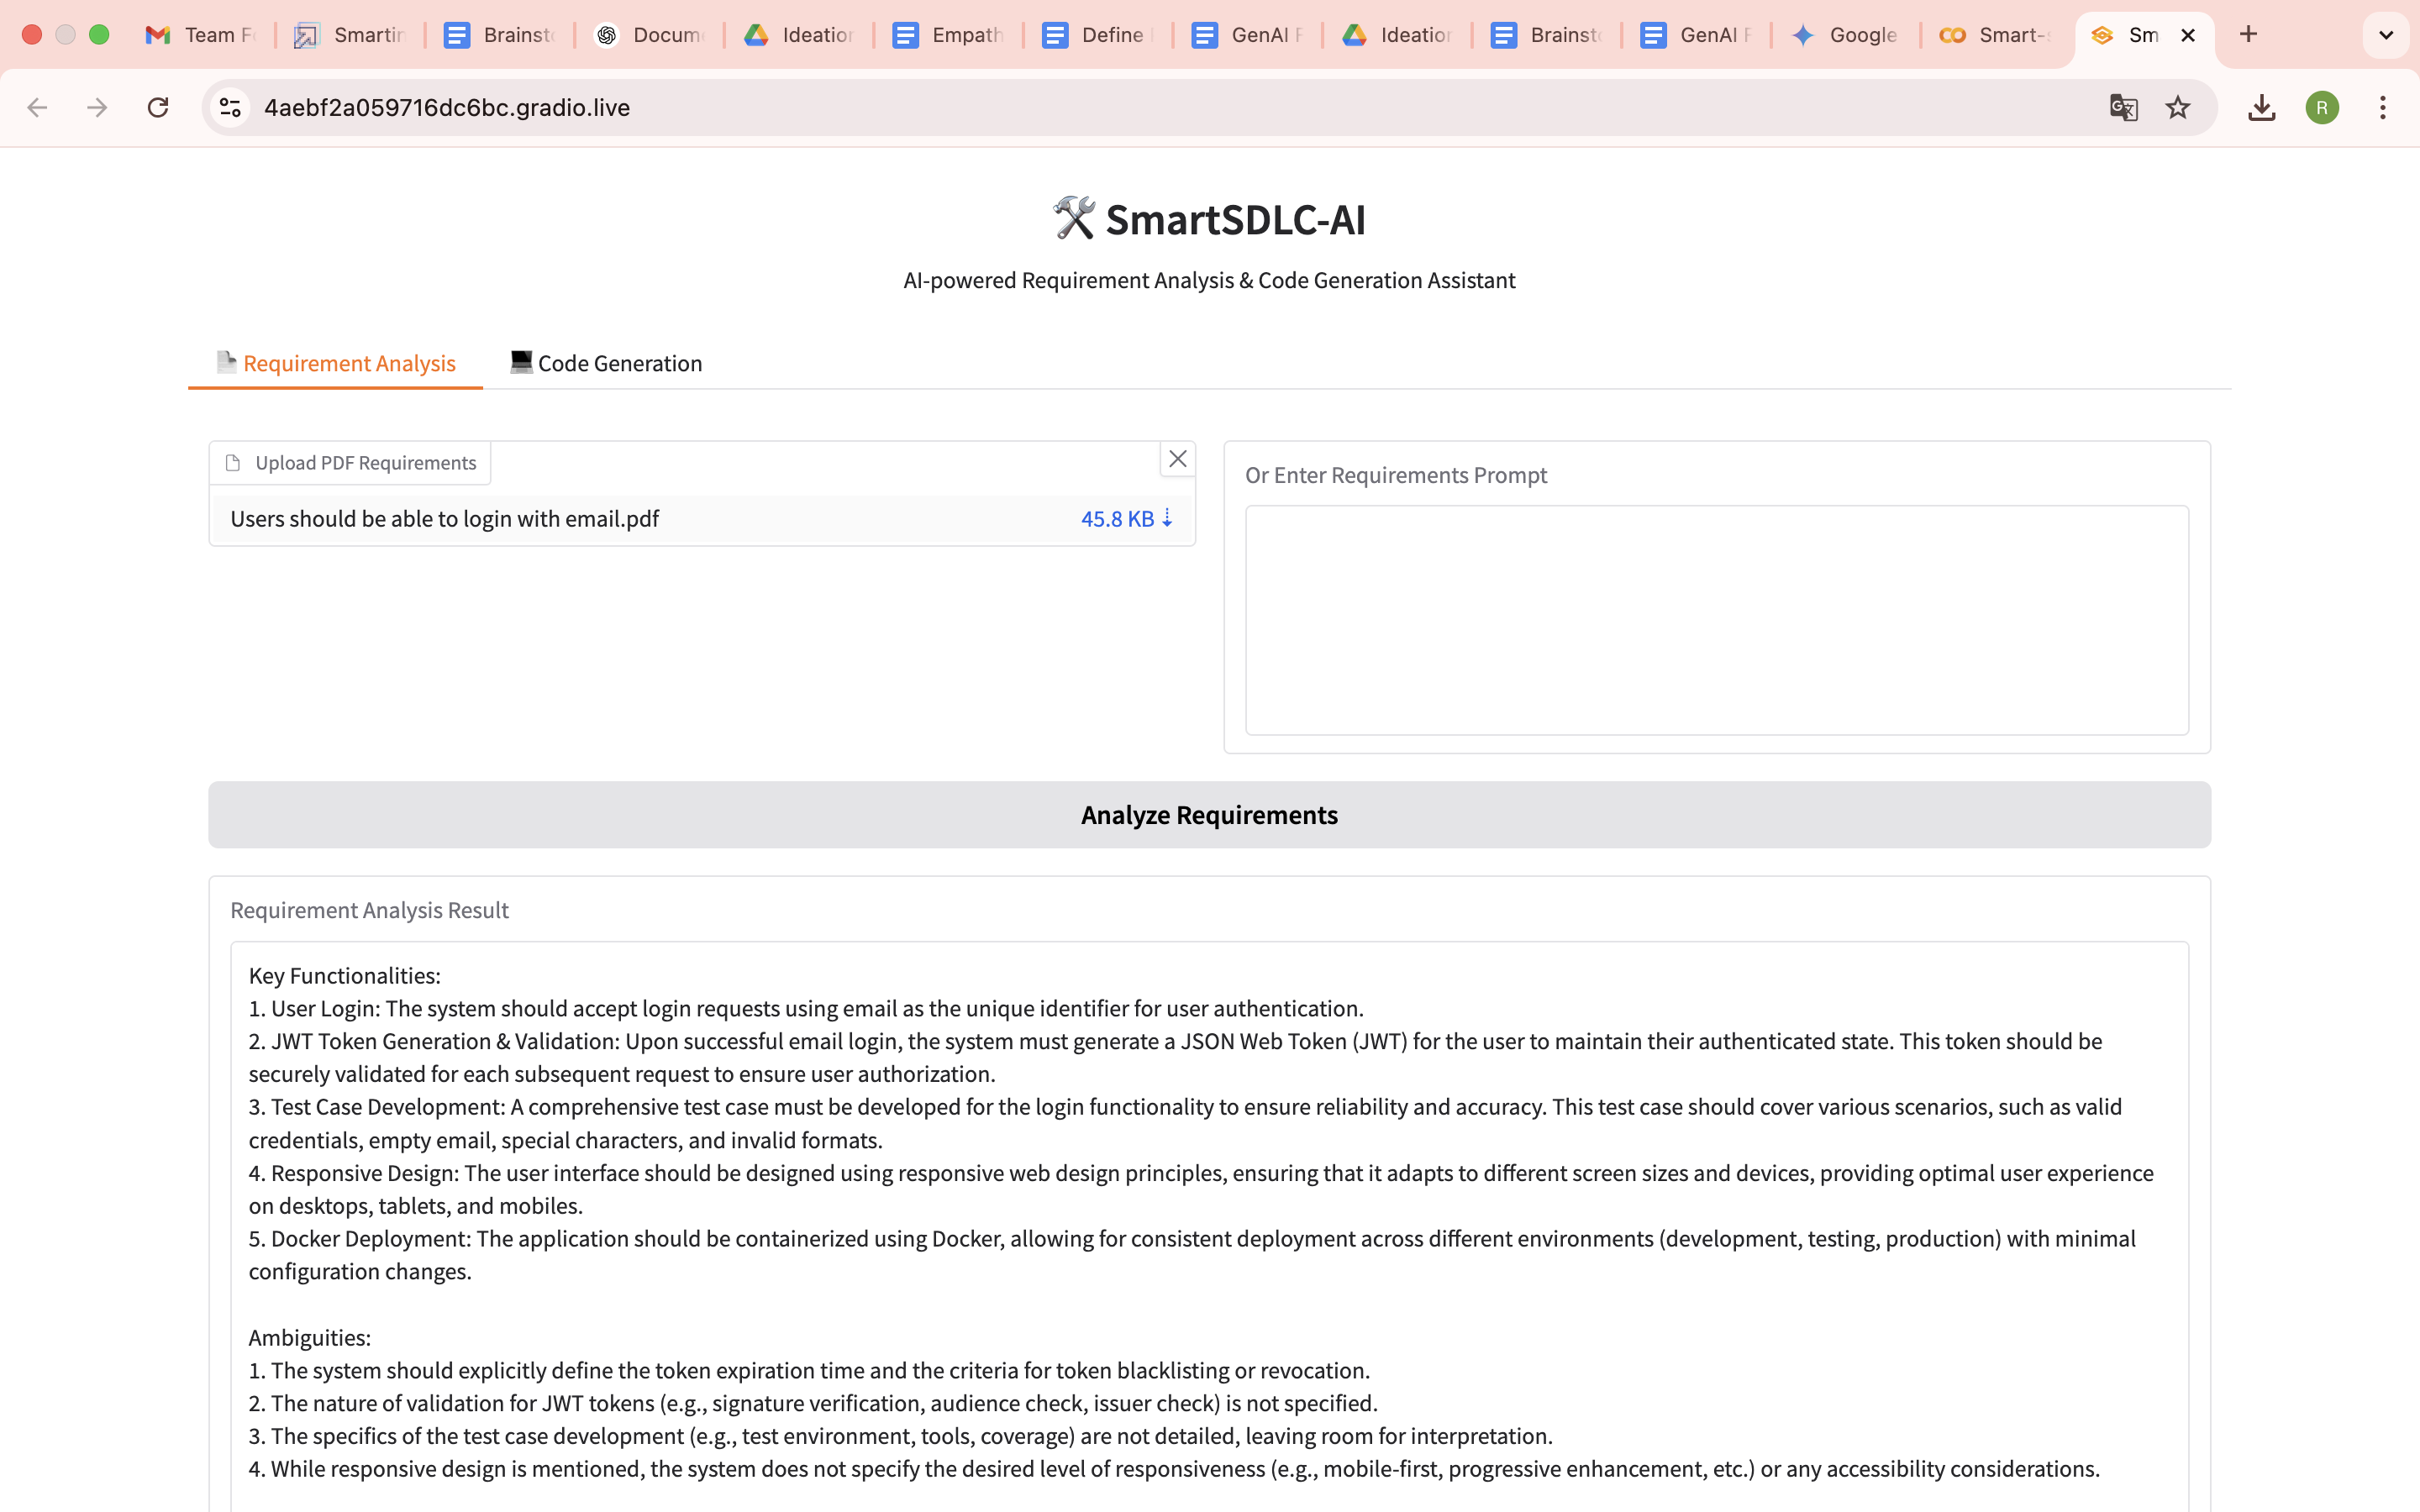 Team F
Smartin
Brainst
Docum
Ideation
Empath
Define
GenAI F
Ideation
Brainst
GenAI F
Google
Smart-s
Sm
4aebf2a059716dc6bc.gradio.live
R
SmartSDLC-AI
AI-powered Requirement Analysis & Code Generation Assistant
Requirement Analysis
Code Generation
Upload PDF Requirements
Users should be able to login with email.pdf
45.8 KB ⇣
Or Enter Requirements Prompt
Analyze Requirements
Requirement Analysis Result
Key Functionalities:
1. User Login: The system should accept login requests using email as the unique identifier for user authentication.
2. JWT Token Generation & Validation: Upon successful email login, the system must generate a JSON Web Token (JWT) for the user to maintain their authenticated state. This token should be
securely validated for each subsequent request to ensure user authorization.
3. Test Case Development: A comprehensive test case must be developed for the login functionality to ensure reliability and accuracy. This test case should cover various scenarios, such as valid
credentials, empty email, special characters, and invalid formats.
4. Responsive Design: The user interface should be designed using responsive web design principles, ensuring that it adapts to different screen sizes and devices, providing optimal user experience
on desktops, tablets, and mobiles.
5. Docker Deployment: The application should be containerized using Docker, allowing for consistent deployment across different environments (development, testing, production) with minimal
configuration changes.
Ambiguities:
1. The system should explicitly define the token expiration time and the criteria for token blacklisting or revocation.
2. The nature of validation for JWT tokens (e.g., signature verification, audience check, issuer check) is not specified.
3. The specifics of the test case development (e.g., test environment, tools, coverage) are not detailed, leaving room for interpretation.
4. While responsive design is mentioned, the system does not specify the desired level of responsiveness (e.g., mobile-first, progressive enhancement, etc.) or any accessibility considerations.